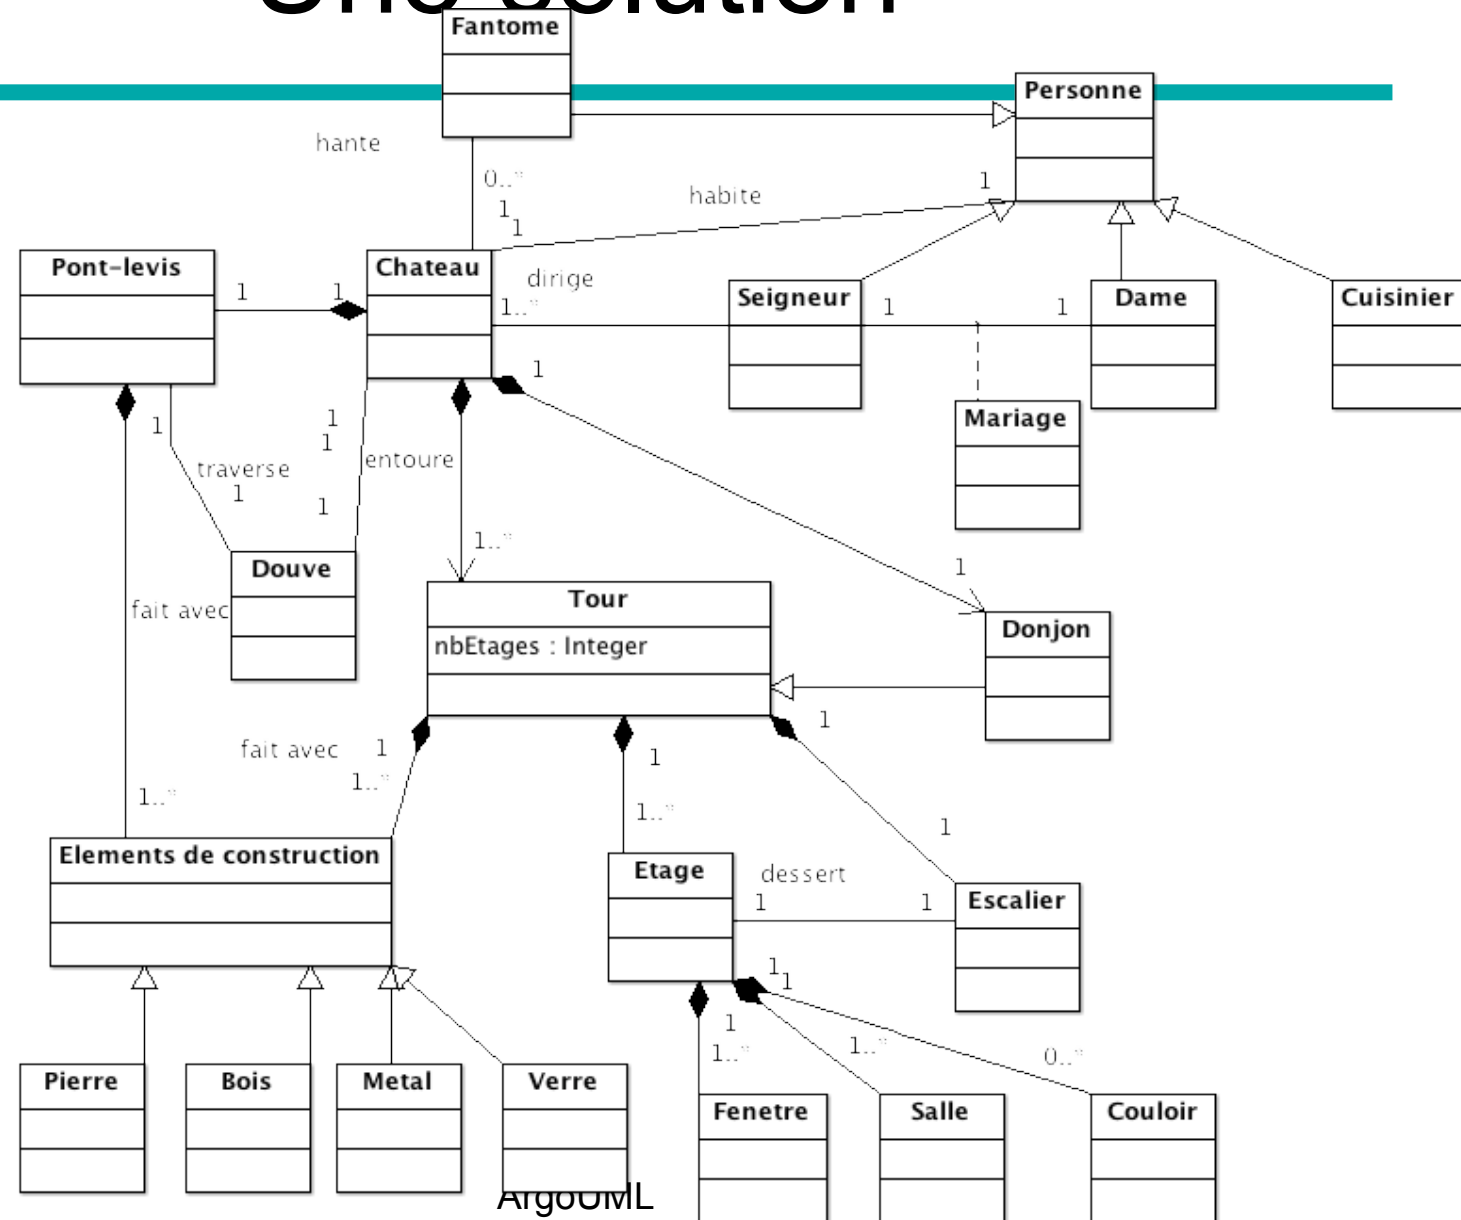 Une solution
Fantome
Personne
hante
0..*
1
habite
1
1
Pont-levis
Chateau
dirige
Seigneur
Dame
Cuisinier
1
1
1..*
1
1
1
Mariage
1
1
1
traverse
1
entoure
1
1..*
1
Douve
Tour
nbEtages : Integer
Donjon
fait avec
1
fait avec
1
1
1..*
1..*
1..*
1
Elements de construction
Etage
dessert
1
1
Escalier
1
1
1
1..*
1..*
0..*
Pierre
Bois
Metal
Verre
Fenetre
Salle
Couloir
ArgoUML